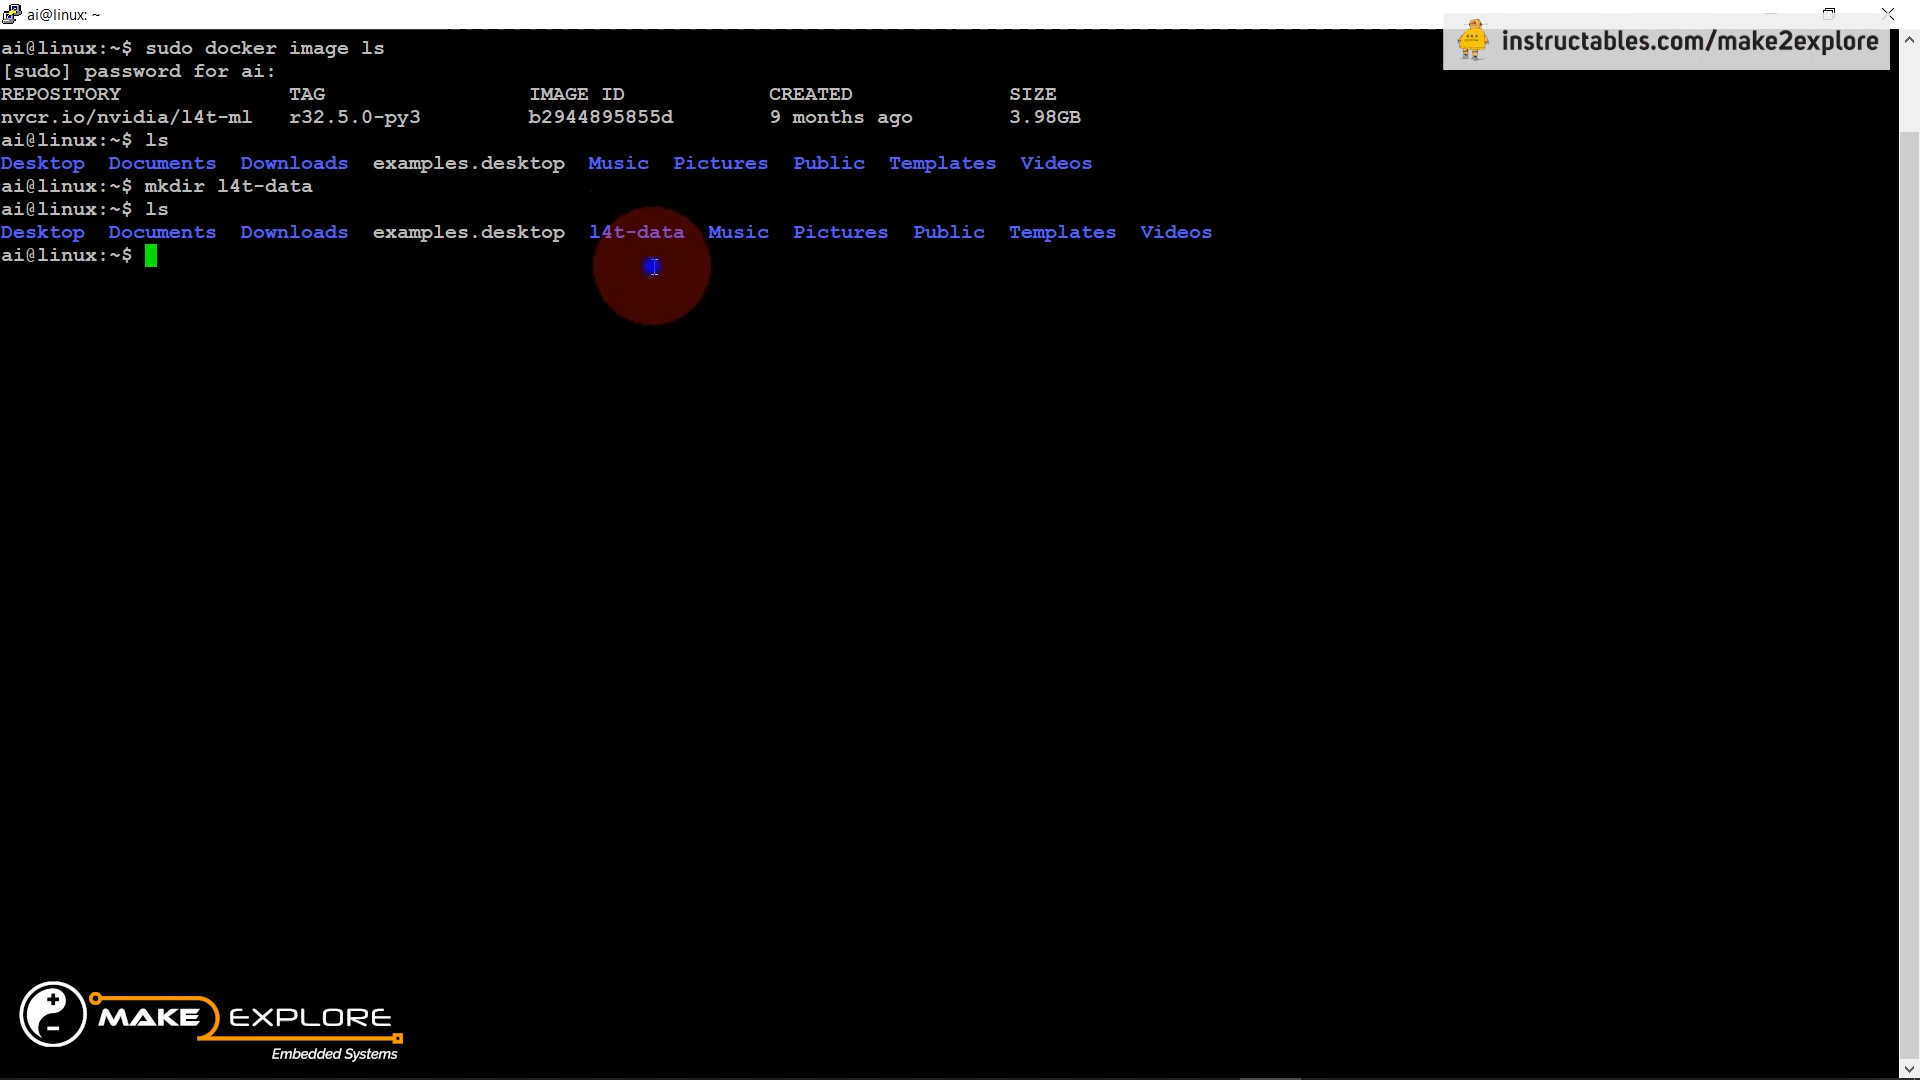 ai@linux: ~
instructables.com/make2explore
ai@linux:~$ sudo docker image ls
[sudo] password for ai:
REPOSITORY TAG IMAGE ID CREATED SIZE
nvcr.io/nvidia/l4t-ml r32.5.0-py3 b2944895855d 9 months ago 3.98GB
ai@linux:~$ ls
Desktop Documents Downloads examples.desktop Music Pictures Public Templates Videos
ai@linux:~$ mkdir l4t-data
ai@linux:~$ ls
Desktop Documents Downloads examples.desktop l4t-data Music Pictures Public Templates Videos
ai@linux:~$
MAKE EXPLORE
Embedded Systems